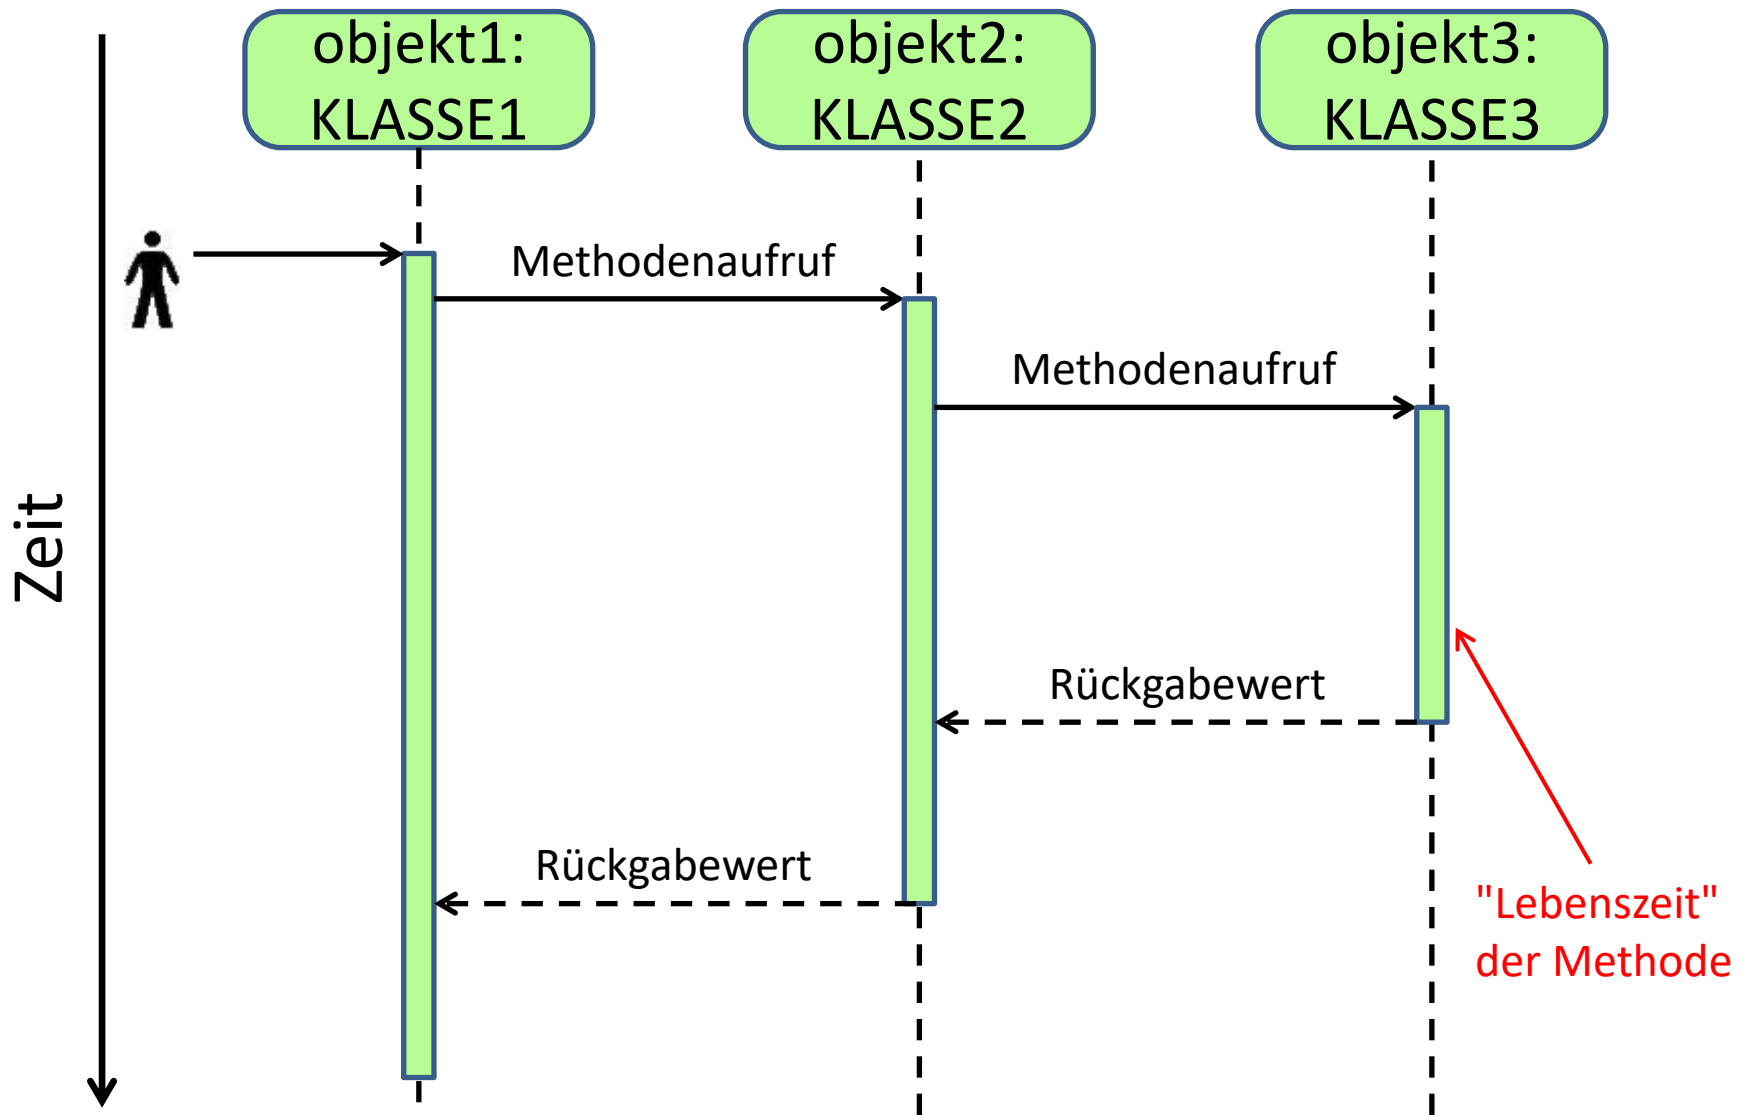 objekt1:
KLASSE1
objekt2:
KLASSE2
objekt3:
KLASSE3
Methodenaufruf
Methodenaufruf
Zeit
Rückgabewert
Rückgabewert
"Lebenszeit"
der Methode